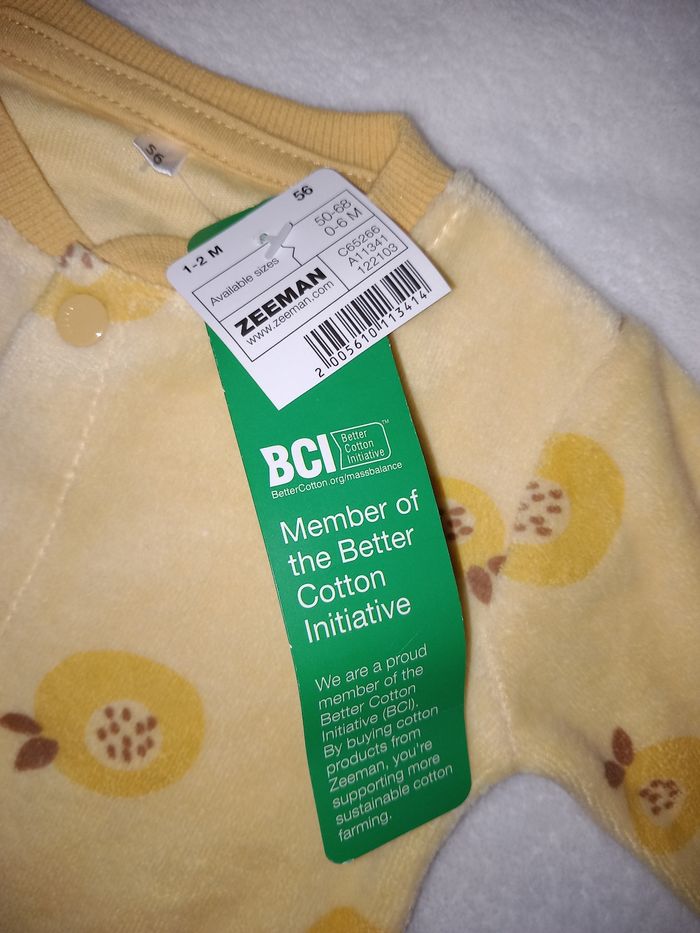 56
1-2 M
56
Available sizes
50-68
0-6 M
ZEEMAN
www.zeeman.com
C65266
A11341
122103
2 005610 113414
BCI
Better
Cotton
Initiative
TM
BetterCotton.org/massbalance
Member of
the Better
Cotton
Initiative
We are a proud
member of the
Better Cotton
Initiative (BCI).
By buying cotton
products from
Zeeman, you're
supporting more
sustainable cotton
farming.